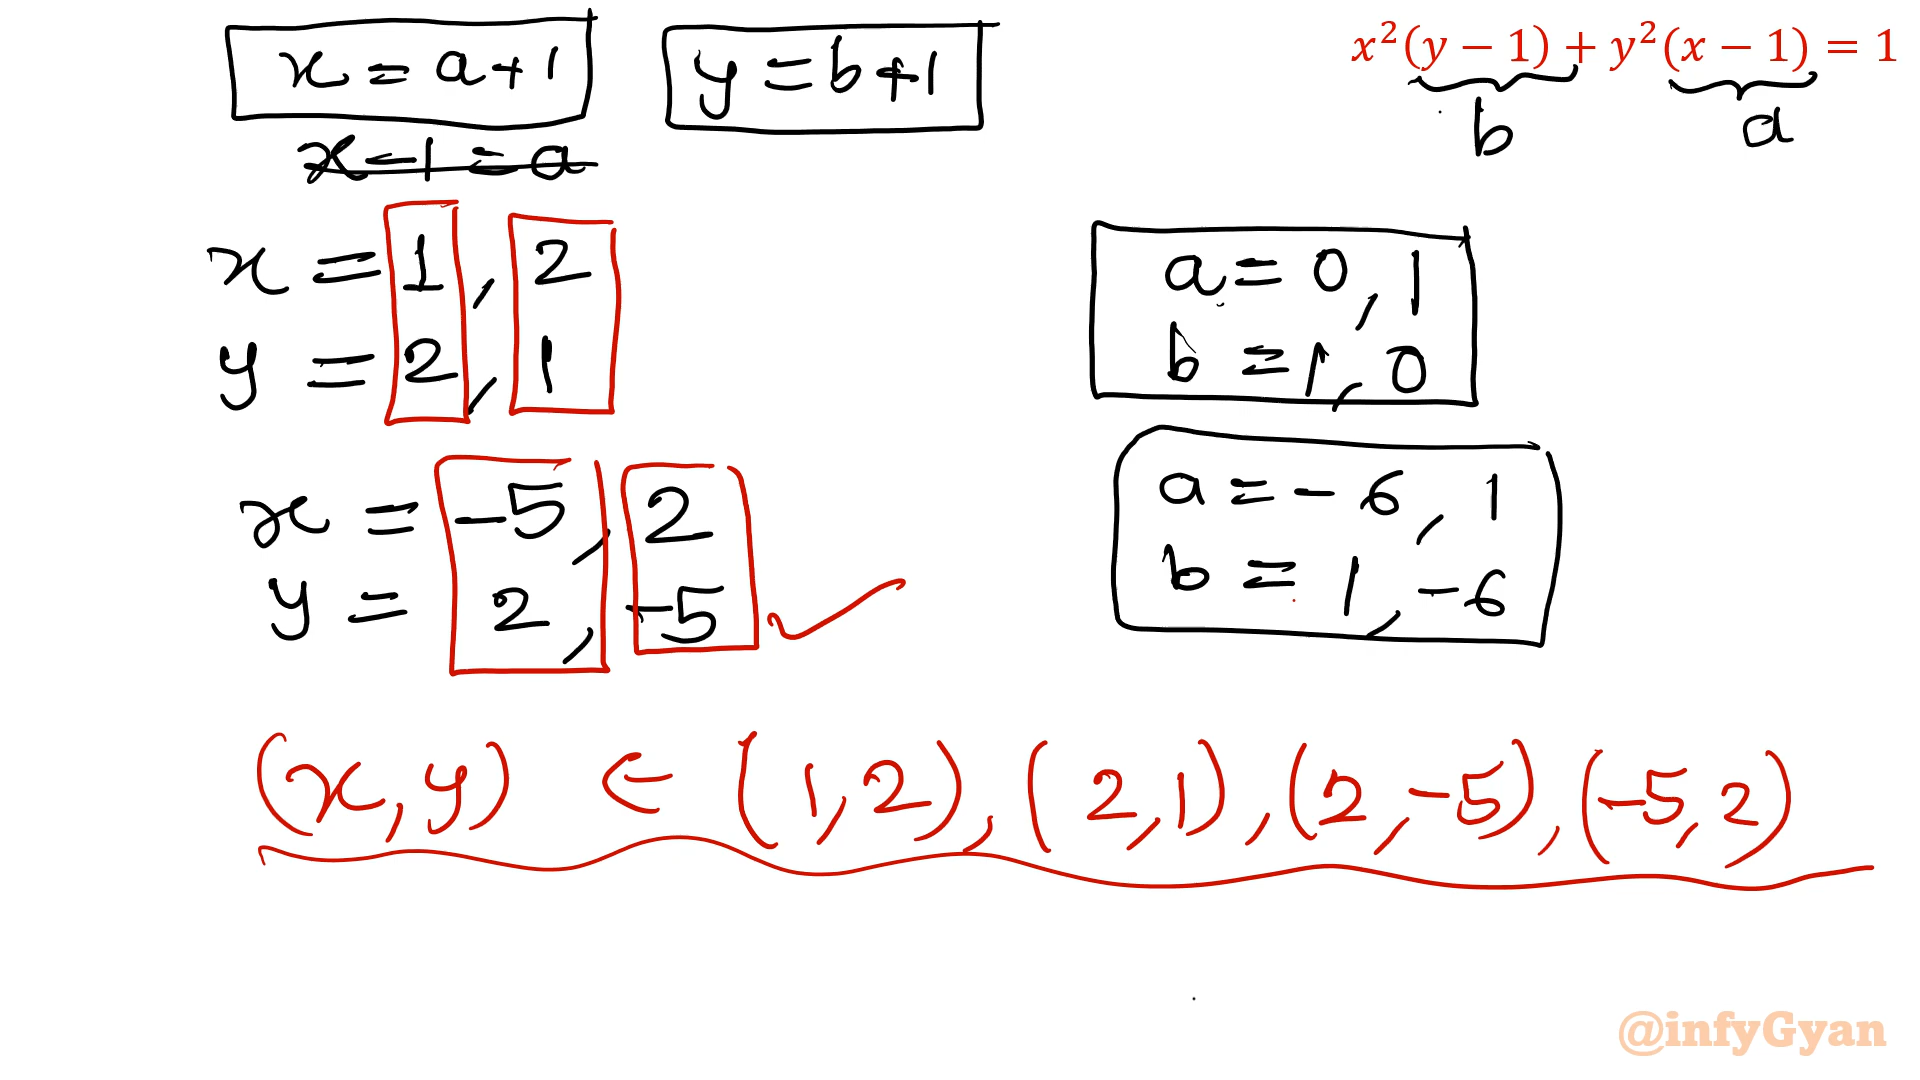 x = a+1
y = b+1
x²(y − 1) + y²(x − 1) = 1
b
a
x-1 = a
x = 1, 2
y = 2, 1
a = 0, 1
b = 1, 0
x = -5, 2
y = 2, -5
a = - 6, 1
b = 1, -6
(x, y) ∈ (1, 2), (2, 1), (2, -5), (-5, 2)
@infyGyan